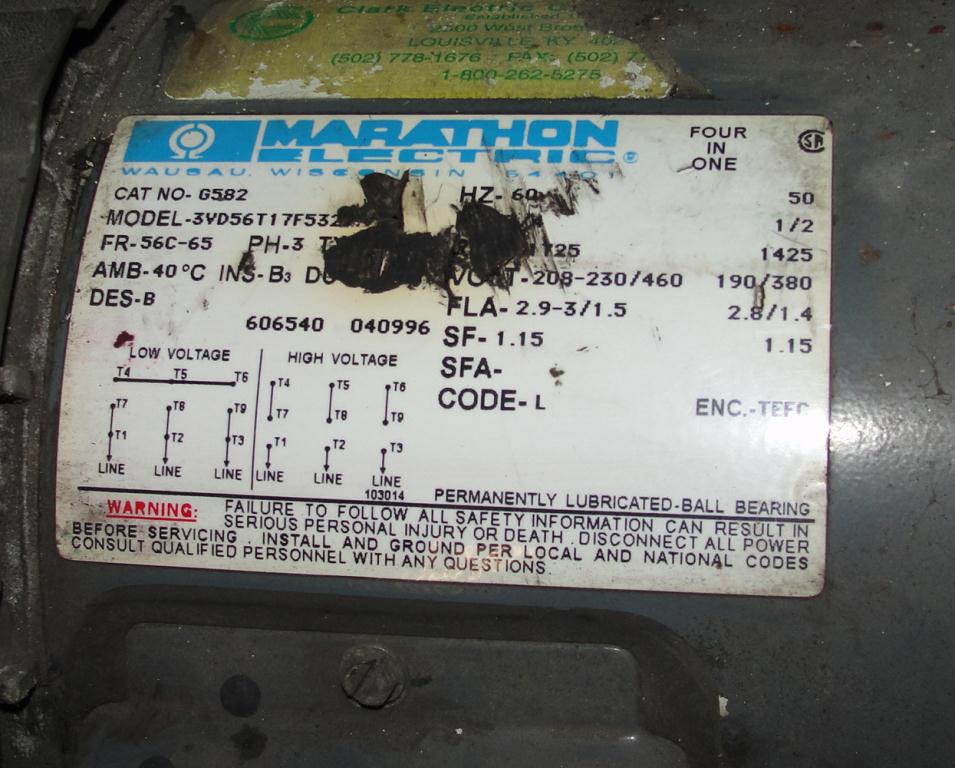 Clark Electric
Established
2500 West
LOUISVILLE, KY
(502) 778-1676 FAX: (502)
1-800-262-5275
MARATHON
ELECTRIC®
WAUSAU, WISCONSIN
FOUR
IN
ONE
CAT NO- G582
HZ- 60 50
MODEL-3VD56T17F532
1/2
FR-56C-65 PH-3
1425
AMB-40°C INS-B3
VOLT-208-230/460 190/380
DES-B
FLA- 2.9-3/1.5 2.8/1.4
606540 040996
SF- 1.15 1.15
SFA-
CODE- L ENC.-TEFC
LOW VOLTAGE HIGH VOLTAGE
T4 T5 T6 T4 T5 T6
T7 T8 T9 T7 T8 T9
T1 T2 T3 T1 T2 T3
LINE LINE LINE LINE LINE LINE
103014 PERMANENTLY LUBRICATED-BALL BEARING
WARNING: FAILURE TO FOLLOW ALL SAFETY INFORMATION CAN RESULT IN
SERIOUS PERSONAL INJURY OR DEATH. DISCONNECT ALL POWER
BEFORE SERVICING. INSTALL AND GROUND PER LOCAL AND NATIONAL CODES
CONSULT QUALIFIED PERSONNEL WITH ANY QUESTIONS.